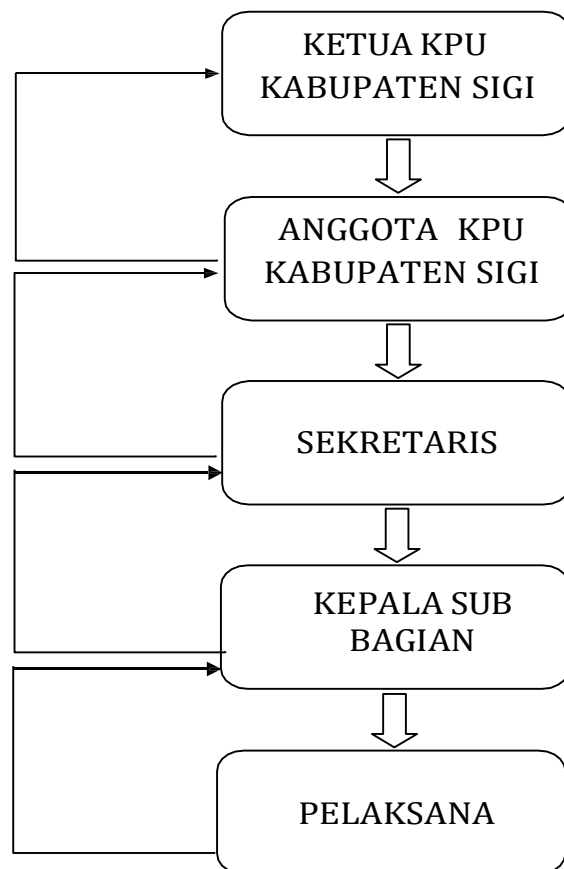 KETUA KPU
KABUPATEN SIGI
ANGGOTA KPU
KABUPATEN SIGI
SEKRETARIS
KEPALA SUB
BAGIAN
PELAKSANA